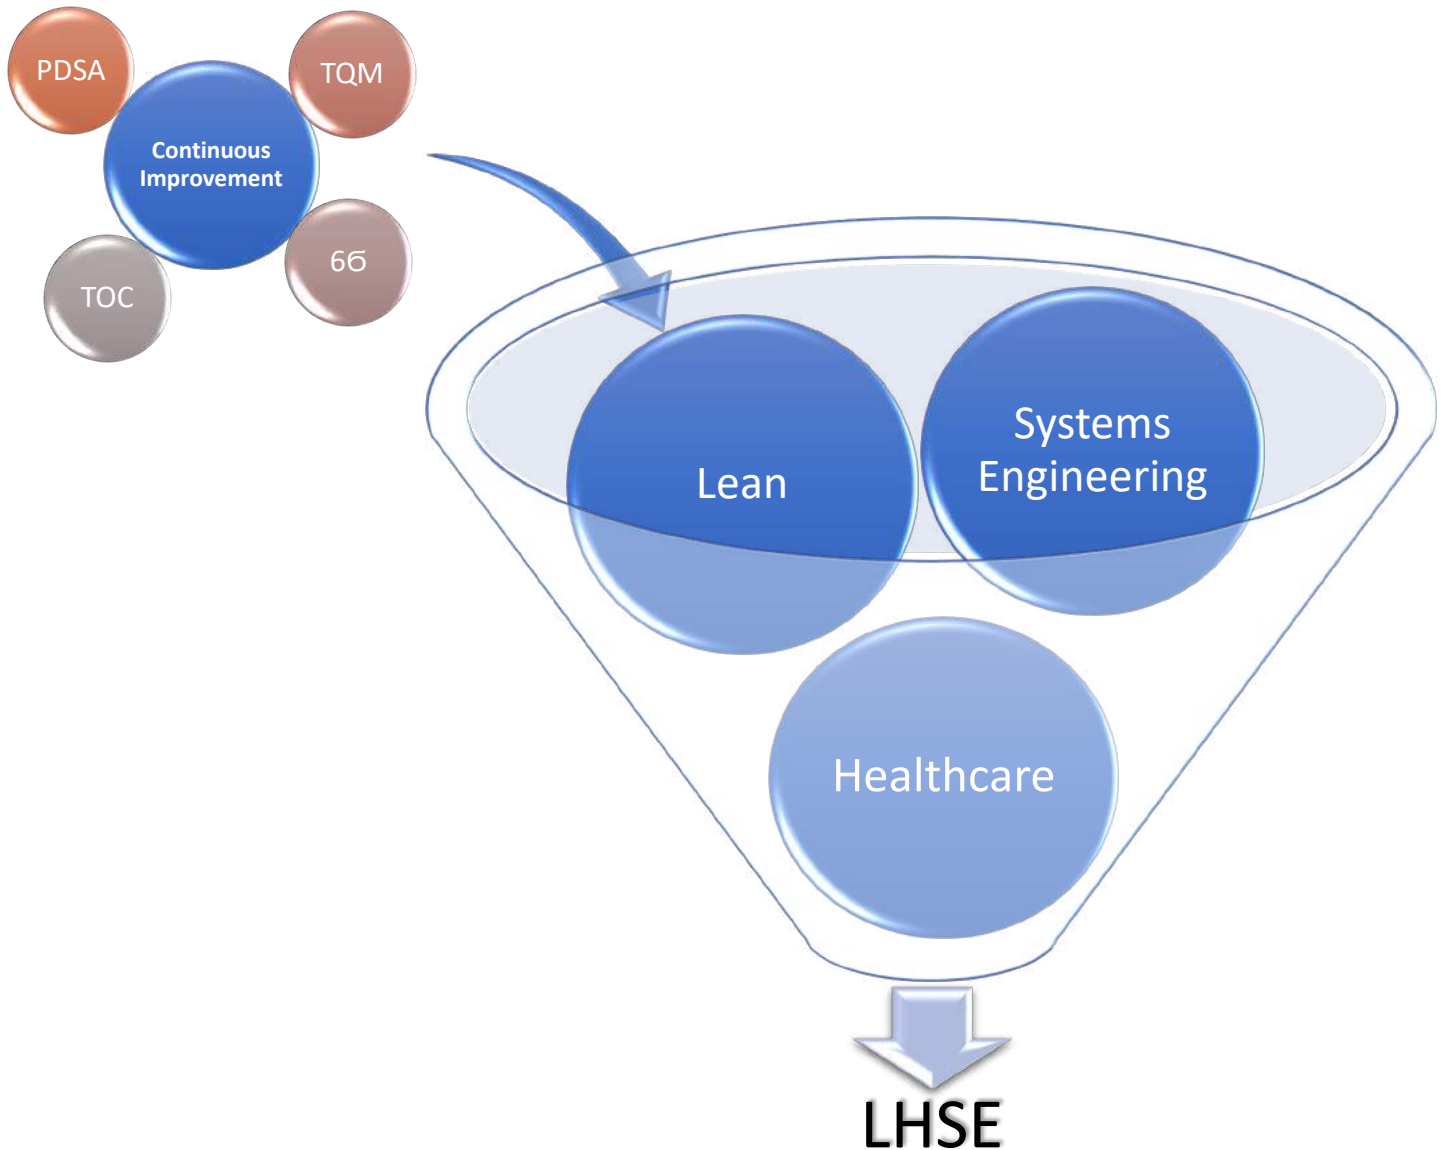 PDSA
TQM
Continuous
Improvement
6б
TOC
Systems
Engineering
Lean
Healthcare
LHSE